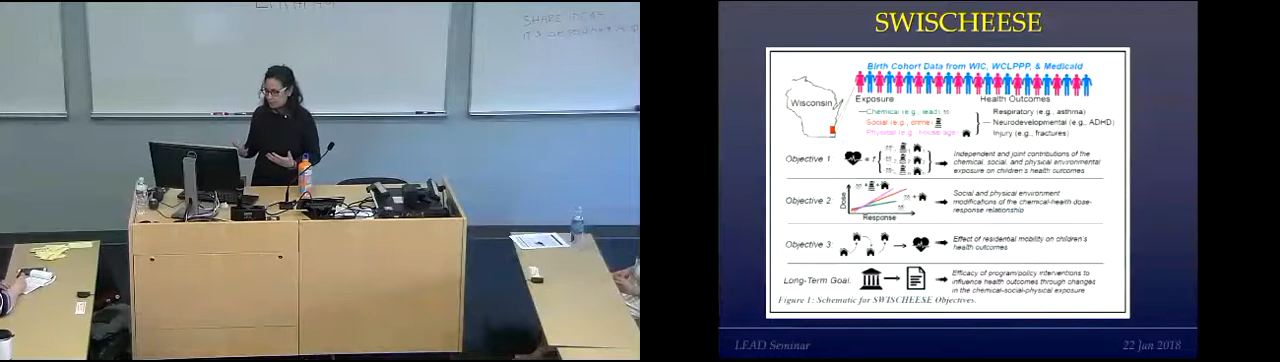 SHARE IDEAS
SWISCHEESE
Birth Cohort Data from WIC, WCLPPP, & Medicaid
Wisconsin
Exposure
Health Outcomes
Chemical (e.g., lead)
Respiratory (e.g., asthma)
Social (e.g., crime)
Neurodevelopmental (e.g., ADHD)
Physical (e.g., house age)
Injury (e.g., fractures)
Objective 1
Independent and joint contributions of the
chemical, social, and physical environmental
exposure on children's health outcomes
Objective 2:
Dose
Response
Social and physical environment
modifications of the chemical-health dose-
response relationship
Objective 3:
Effect of residential mobility on children's
health outcomes
Long-Term Goal:
Efficacy of program/policy interventions to
influence health outcomes through changes
in the chemical-social-physical exposure
Figure 1: Schematic for SWISCHEESE Objectives.
LEAD Seminar
22 Jan 2018